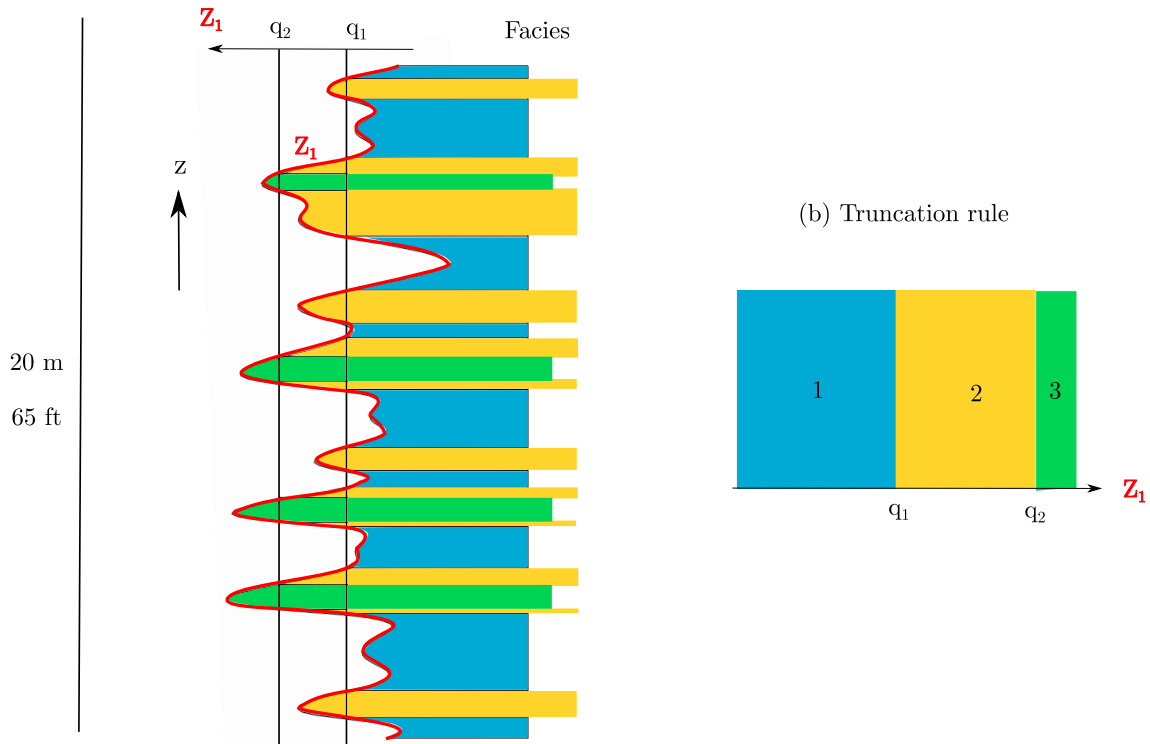 Z₁
q₂
q₁
Facies
Z₁
z
20 m
65 ft
(b) Truncation rule
1
2
3
q₁
q₂
Z₁